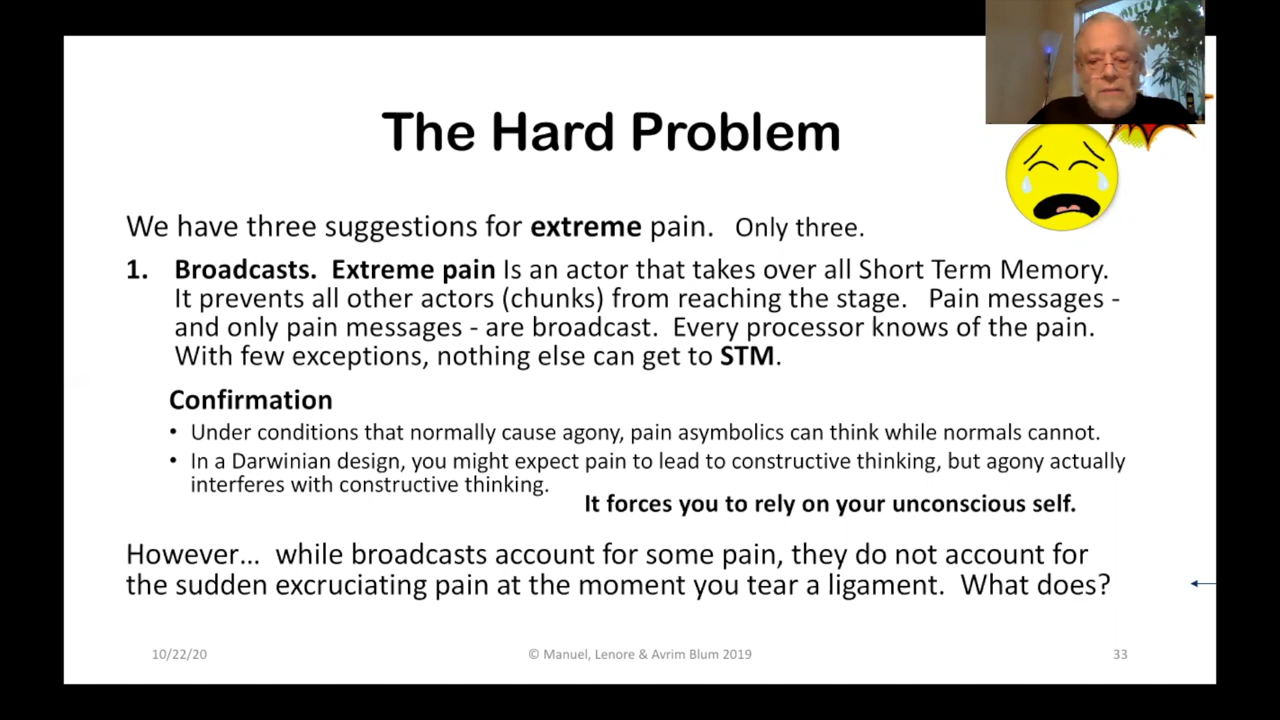 The Hard Problem
We have three suggestions for extreme pain. Only three.
1. Broadcasts. Extreme pain Is an actor that takes over all Short Term Memory.
It prevents all other actors (chunks) from reaching the stage. Pain messages -
and only pain messages - are broadcast. Every processor knows of the pain.
With few exceptions, nothing else can get to STM.
Confirmation
• Under conditions that normally cause agony, pain asymbolics can think while normals cannot.
• In a Darwinian design, you might expect pain to lead to constructive thinking, but agony actually
interferes with constructive thinking.
It forces you to rely on your unconscious self.
However... while broadcasts account for some pain, they do not account for
the sudden excruciating pain at the moment you tear a ligament. What does?
10/22/20
© Manuel, Lenore & Avrim Blum 2019
33